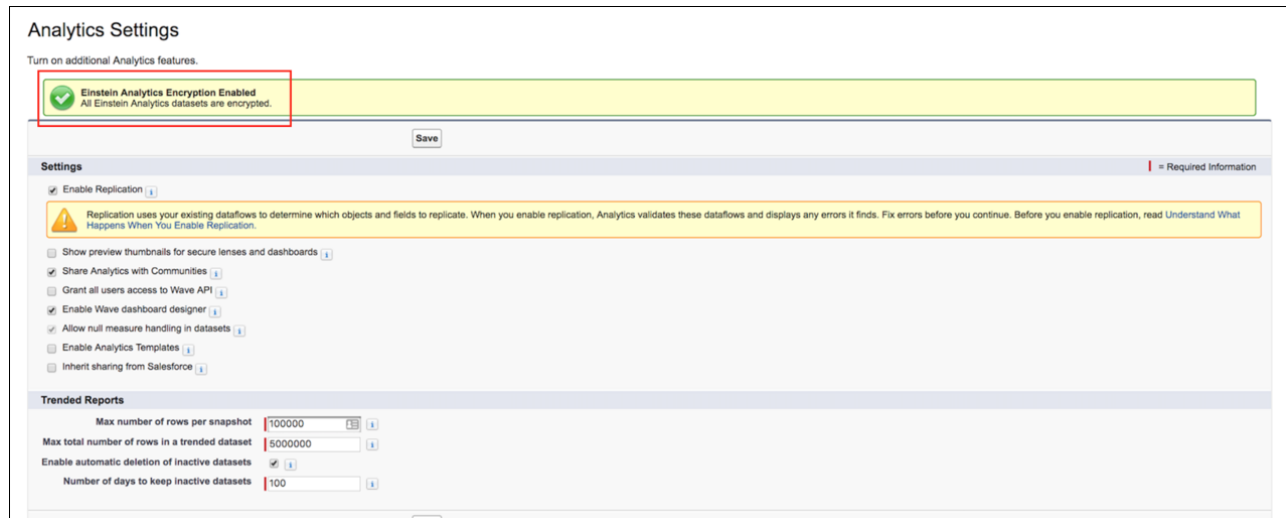 Analytics Settings
Turn on additional Analytics features.
Einstein Analytics Encryption Enabled
All Einstein Analytics datasets are encrypted.
Save
Settings
= Required Information
Enable Replication
Replication uses your existing dataflows to determine which objects and fields to replicate. When you enable replication, Analytics validates these dataflows and displays any errors it finds. Fix errors before you continue. Before you enable replication, read Understand What
Happens When You Enable Replication.
Show preview thumbnails for secure lenses and dashboards
Share Analytics with Communities
Grant all users access to Wave API
Enable Wave dashboard designer
Allow null measure handling in datasets
Enable Analytics Templates
Inherit sharing from Salesforce
Trended Reports
Max number of rows per snapshot 100000
Max total number of rows in a trended dataset 5000000
Enable automatic deletion of inactive datasets
Number of days to keep inactive datasets 100